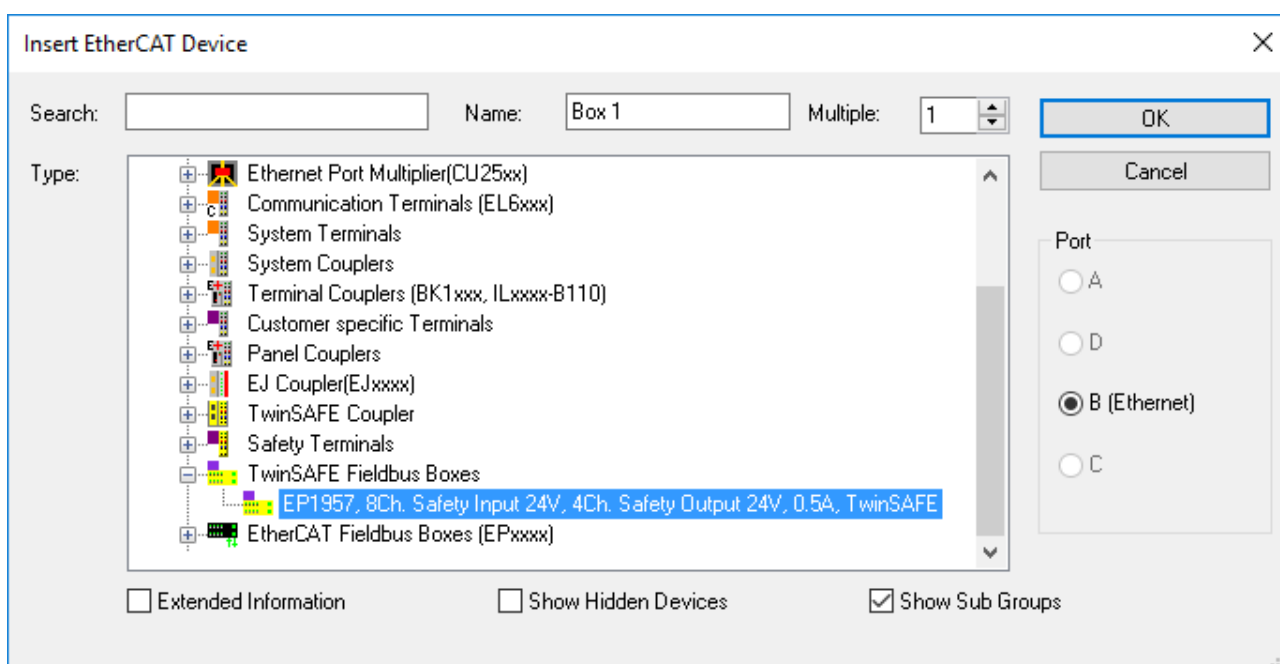 Insert EtherCAT Device
Search: Name: Box 1 Multiple: 1 OK
Type: Cancel
Ethernet Port Multiplier(CU25xx)
Communication Terminals (EL6xxx)
System Terminals
System Couplers
Terminal Couplers (BK1xxx, ILxxxx-B110)
Customer specific Terminals
Panel Couplers
EJ Coupler(EJxxxx)
TwinSAFE Coupler
Safety Terminals
TwinSAFE Fieldbus Boxes
EP1957, 8Ch. Safety Input 24V, 4Ch. Safety Output 24V, 0.5A, TwinSAFE
EtherCAT Fieldbus Boxes (EPxxxx)
Port
A
D
B (Ethernet)
C
Extended Information Show Hidden Devices Show Sub Groups